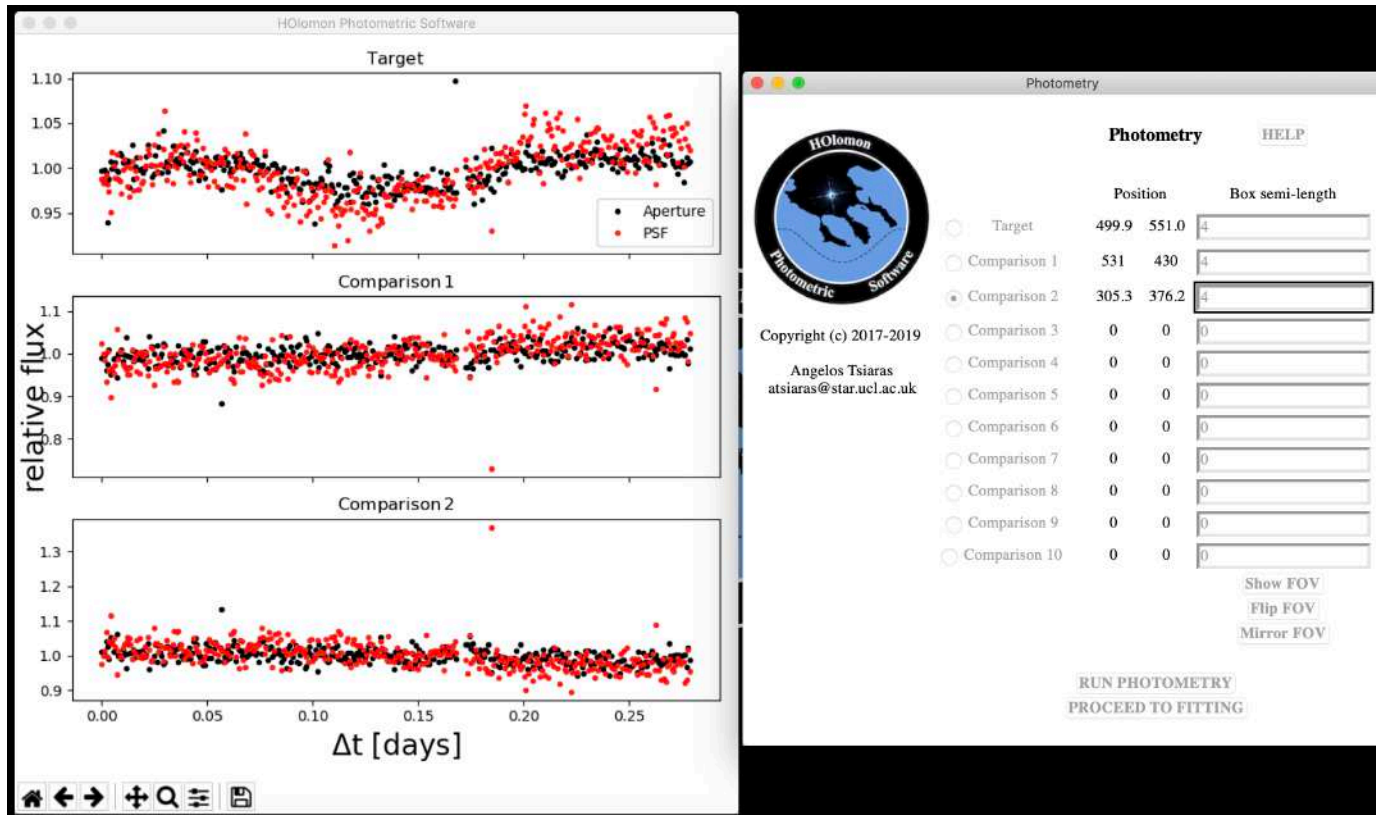 HOlomon Photometric Software
Target
1.10
1.05
1.00
0.95
Aperture
PSF
Comparison 1
1.1
1.0
0.9
0.8
relative flux
Comparison 2
1.3
1.2
1.1
1.0
0.9
0.00 0.05 0.10 0.15 0.20 0.25
Δt [days]
Photometry
HOlomon
Photometric Software
Copyright (c) 2017-2019
Angelos Tsiaras
atsiaras@star.ucl.ac.uk
Photometry HELP
Position Box semi-length
Target 499.9 551.0 4
Comparison 1 531 430 4
Comparison 2 305.3 376.2 4
Comparison 3 0 0 0
Comparison 4 0 0 0
Comparison 5 0 0 0
Comparison 6 0 0 0
Comparison 7 0 0 0
Comparison 8 0 0 0
Comparison 9 0 0 0
Comparison 10 0 0 0
Show FOV
Flip FOV
Mirror FOV
RUN PHOTOMETRY
PROCEED TO FITTING